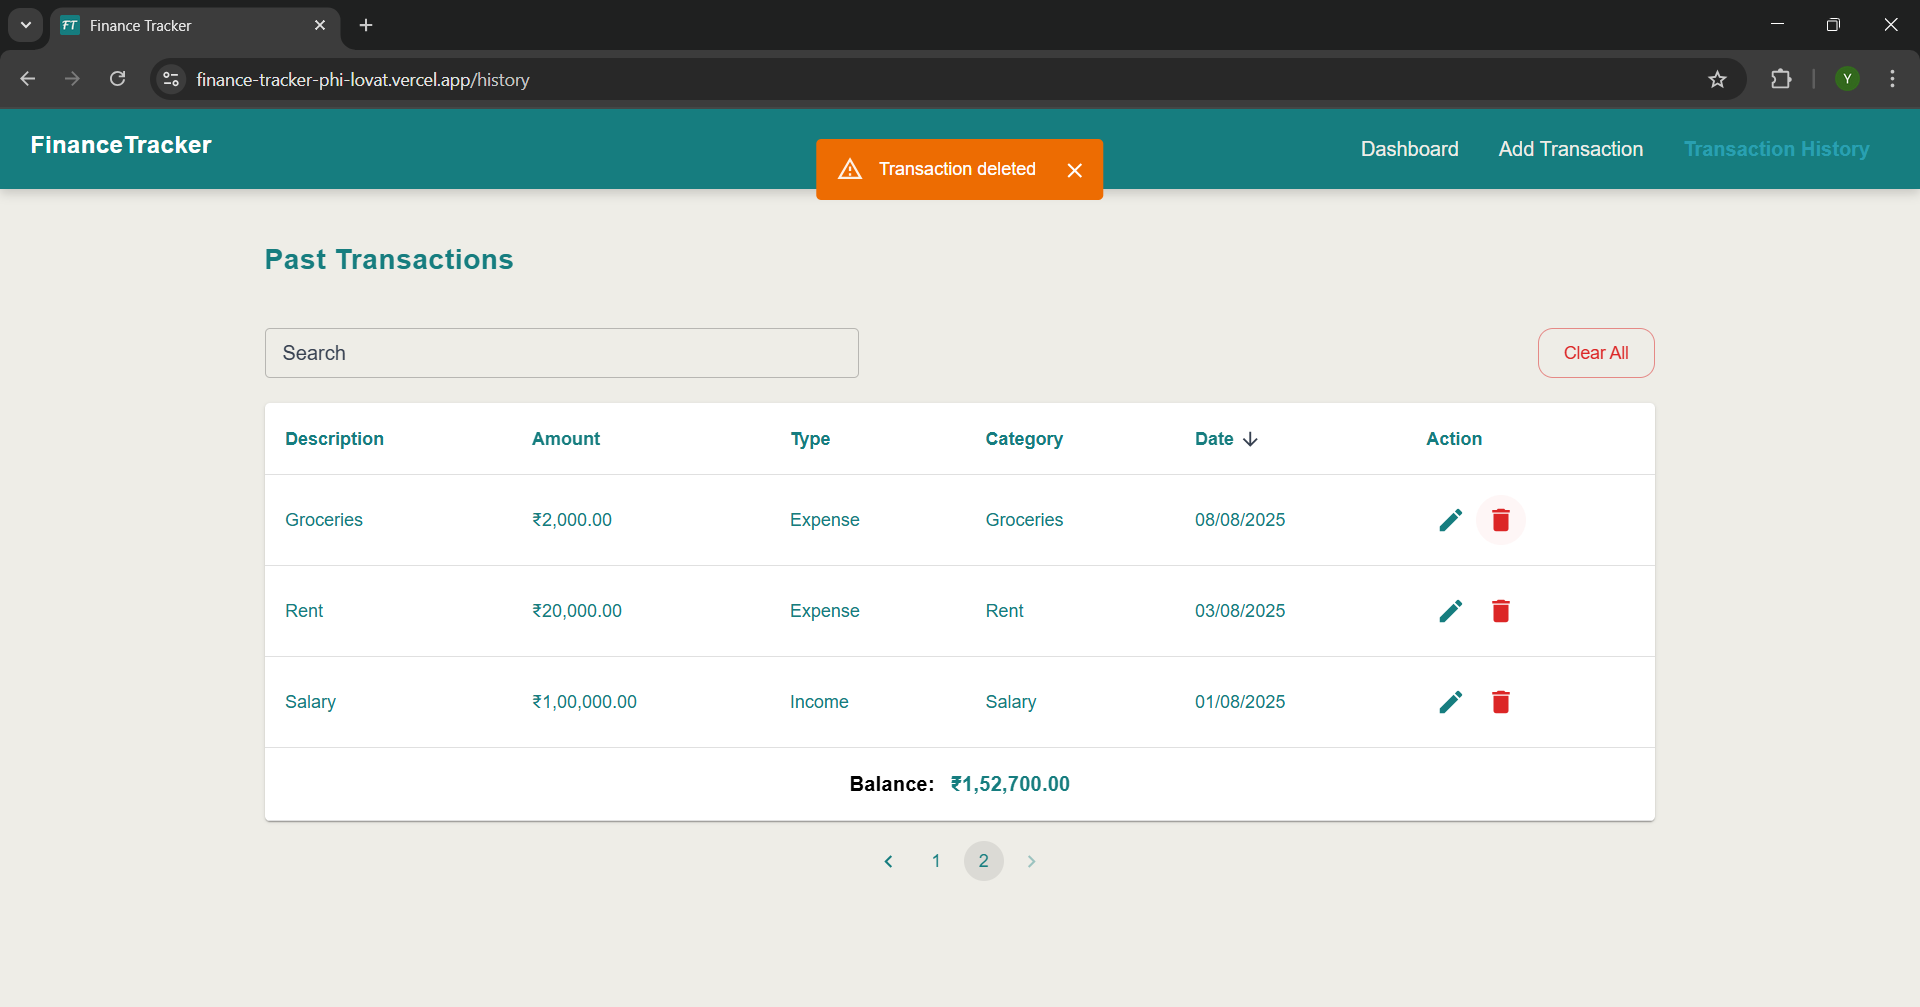 FT Finance Tracker
finance-tracker-phi-lovat.vercel.app/history
Y
FinanceTracker
Transaction deleted
Dashboard Add Transaction Transaction History
Past Transactions
Search
Clear All
Description Amount Type Category Date Action
Groceries ₹2,000.00 Expense Groceries 08/08/2025
Rent ₹20,000.00 Expense Rent 03/08/2025
Salary ₹1,00,000.00 Income Salary 01/08/2025
Balance: ₹1,52,700.00
1 2